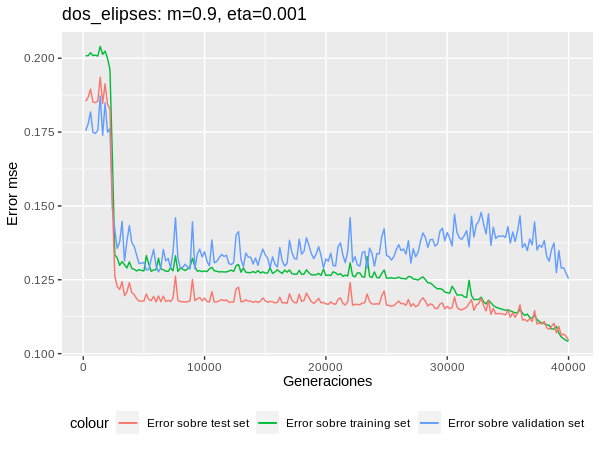 dos_elipses: m=0.9, eta=0.001
Error mse
0.200
0.175
0.150
0.125
0.100
0
10000
20000
30000
40000
Generaciones
colour
Error sobre test set
Error sobre training set
Error sobre validation set